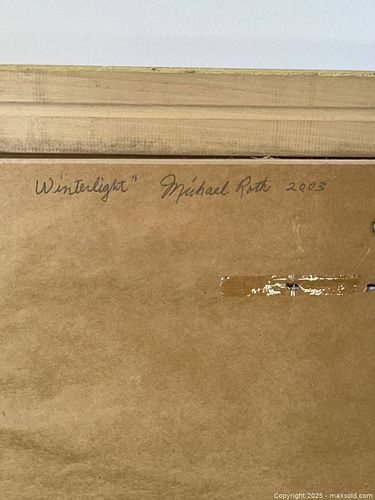 Winterlight" Michael Roth 2003
Copyright 2025 - maxsold.com